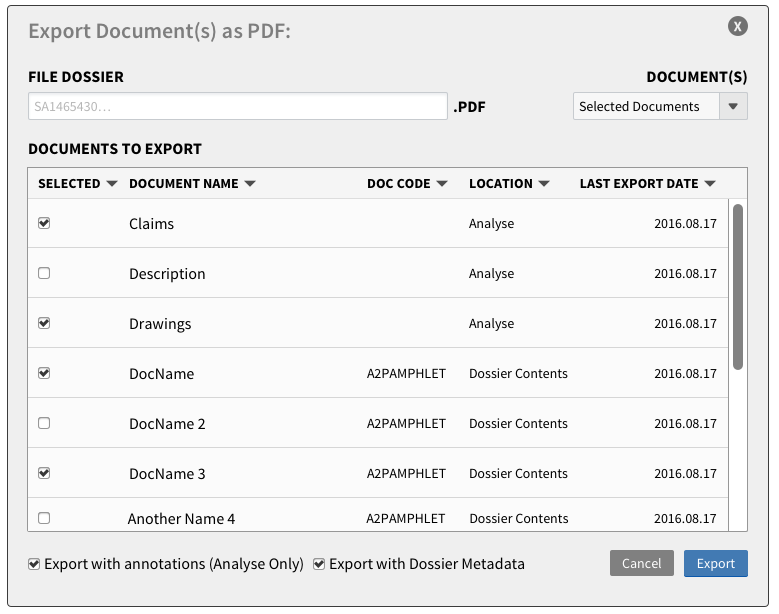 Export Document(s) as PDF:
X
FILE DOSSIER
DOCUMENT(S)
SA1465430...
.PDF
Selected Documents
DOCUMENTS TO EXPORT
SELECTED DOCUMENT NAME DOC CODE LOCATION LAST EXPORT DATE
Claims Analyse 2016.08.17
Description Analyse 2016.08.17
Drawings Analyse 2016.08.17
DocName A2PAMPHLET Dossier Contents 2016.08.17
DocName 2 A2PAMPHLET Dossier Contents 2016.08.17
DocName 3 A2PAMPHLET Dossier Contents 2016.08.17
Another Name 4 A2PAMPHLET Dossier Contents 2016.08.17
Export with annotations (Analyse Only) Export with Dossier Metadata Cancel Export